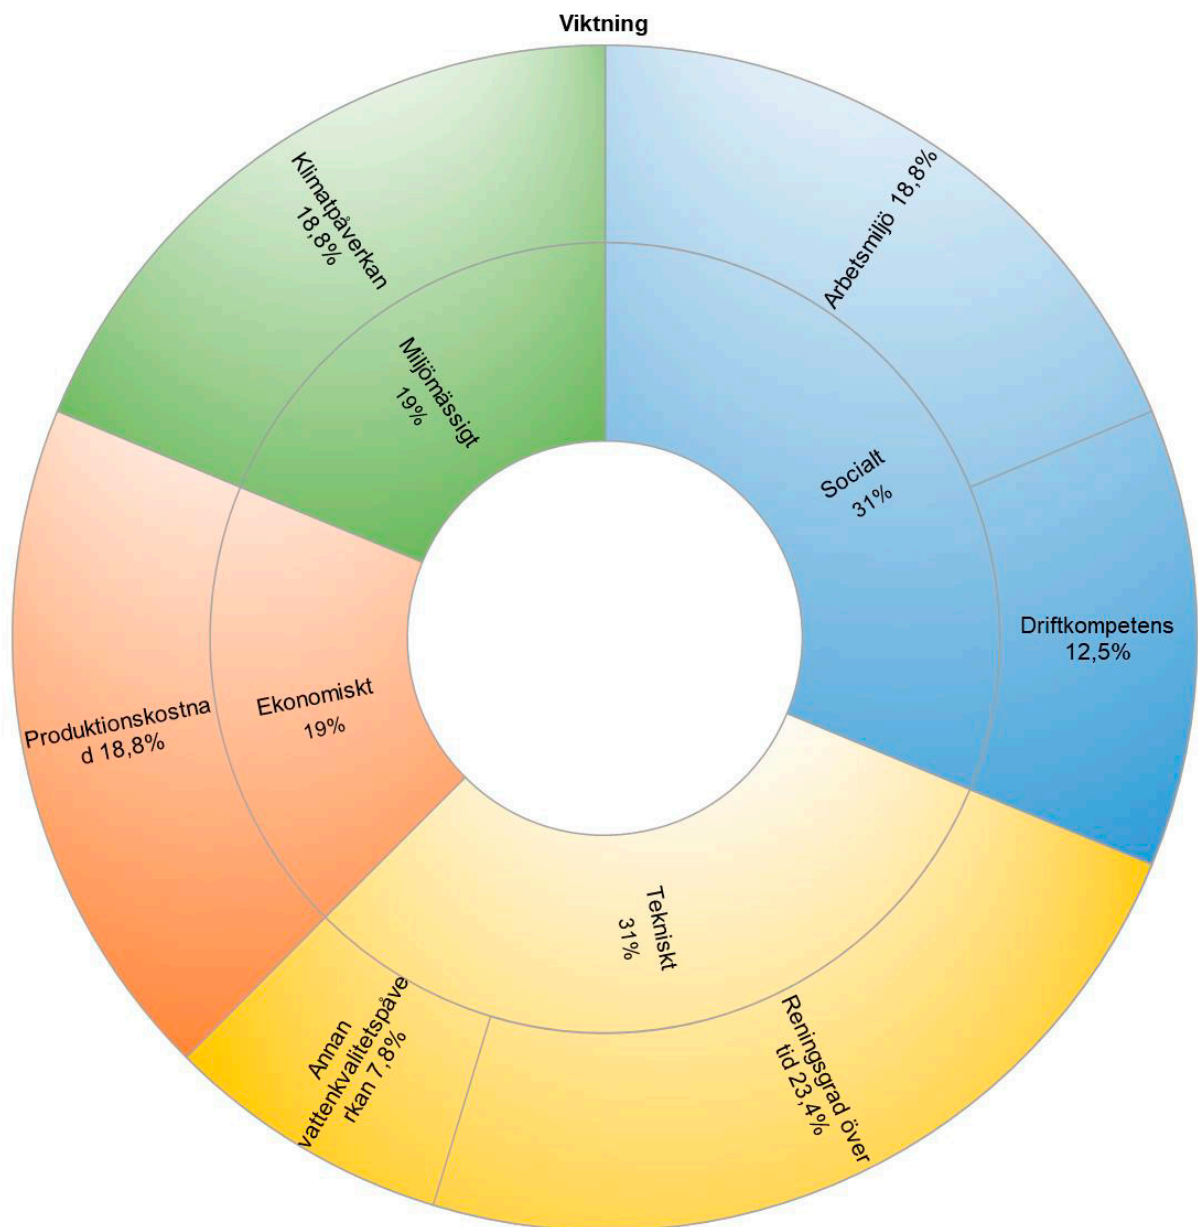 Viktning
Klimatpåverkan
18,8%
Arbetsmiljö 18,8%
Miljömässigt
19%
Socialt
31%
Driftkompetens
12,5%
Ekonomiskt
19%
Produktionskostna
d 18,8%
Tekniskt
31%
Annan
vattenkvalitetspåve
rkan 7,8%
Reningsgrad över
tid 23,4%